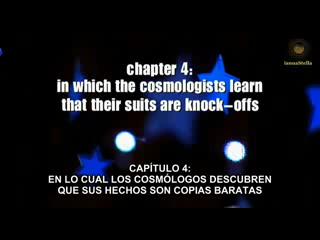 ianuaStella
chapter 4:
in which the cosmologists learn
that their suits are knock-offs
CAPÍTULO 4:
EN LO CUAL LOS COSMÓLOGOS DESCUBREN
QUE SUS HECHOS SON COPIAS BARATAS